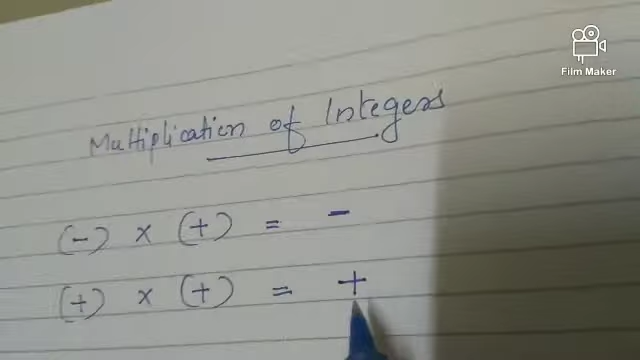 Film Maker
Multiplication of Integers
(-) × (+) = -
(+) × (+) = +